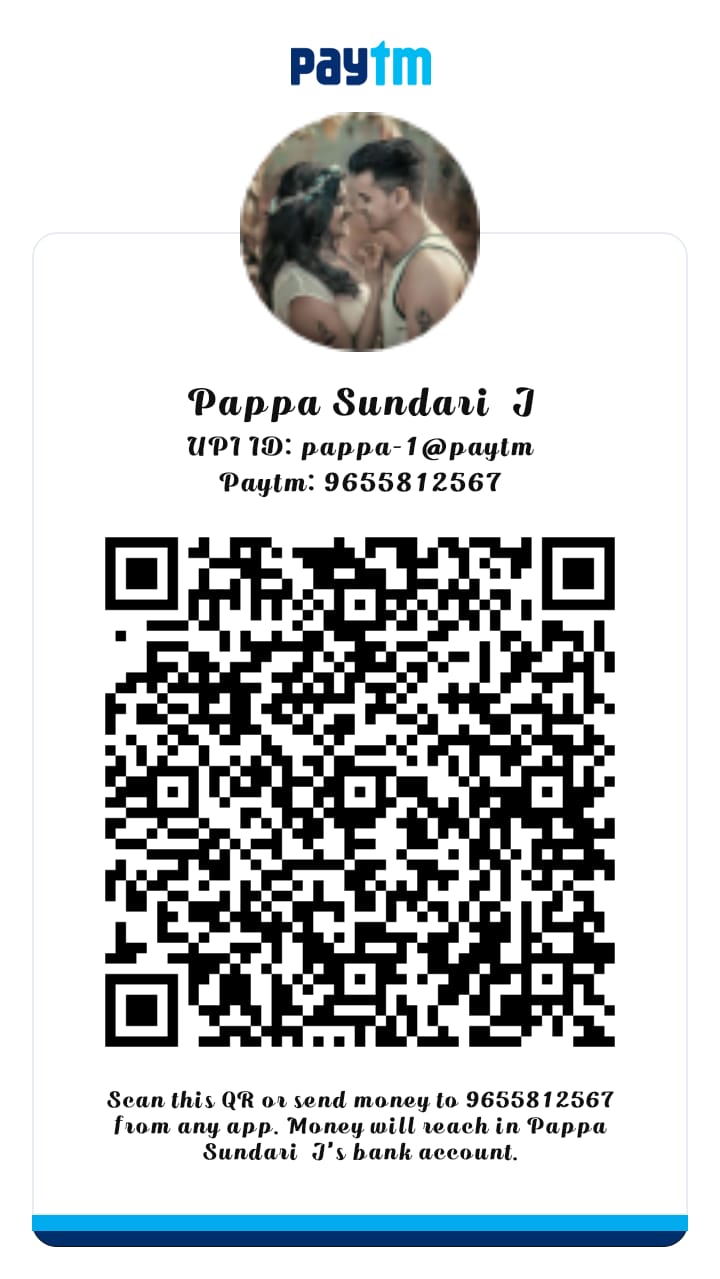 paytm
Pappa Sundari J
UPI ID: pappa-1@paytm
Paytm: 9655812567
Scan this QR or send money to 9655812567
from any app. Money will reach in Pappa
Sundari J's bank account.